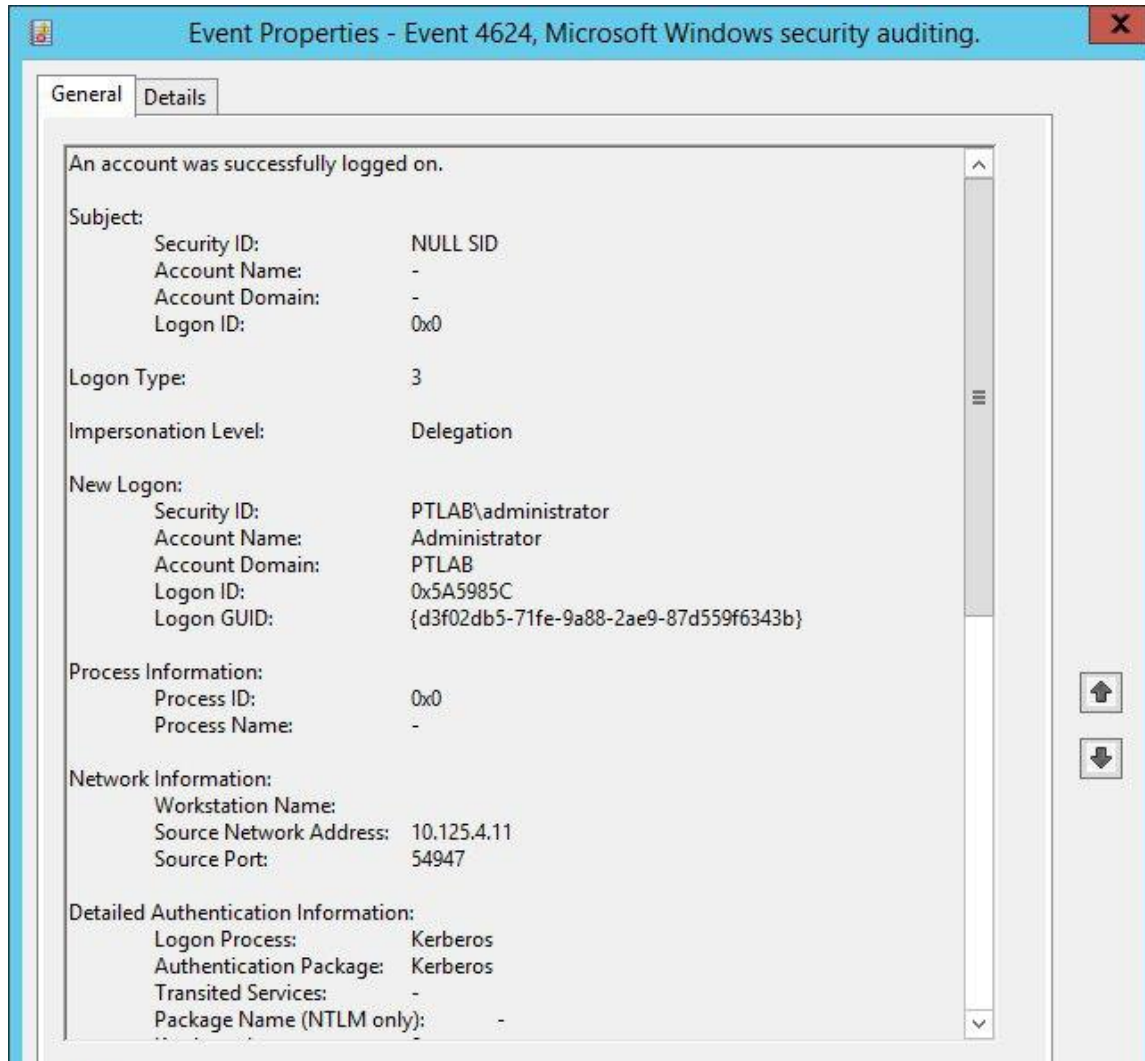 Event Properties - Event 4624, Microsoft Windows security auditing.
General Details
An account was successfully logged on.
Subject:
Security ID: NULL SID
Account Name: -
Account Domain: -
Logon ID: 0x0
Logon Type: 3
Impersonation Level: Delegation
New Logon:
Security ID: PTLAB\administrator
Account Name: Administrator
Account Domain: PTLAB
Logon ID: 0x5A5985C
Logon GUID: {d3f02db5-71fe-9a88-2ae9-87d559f6343b}
Process Information:
Process ID: 0x0
Process Name: -
Network Information:
Workstation Name:
Source Network Address: 10.125.4.11
Source Port: 54947
Detailed Authentication Information:
Logon Process: Kerberos
Authentication Package: Kerberos
Transited Services: -
Package Name (NTLM only): -